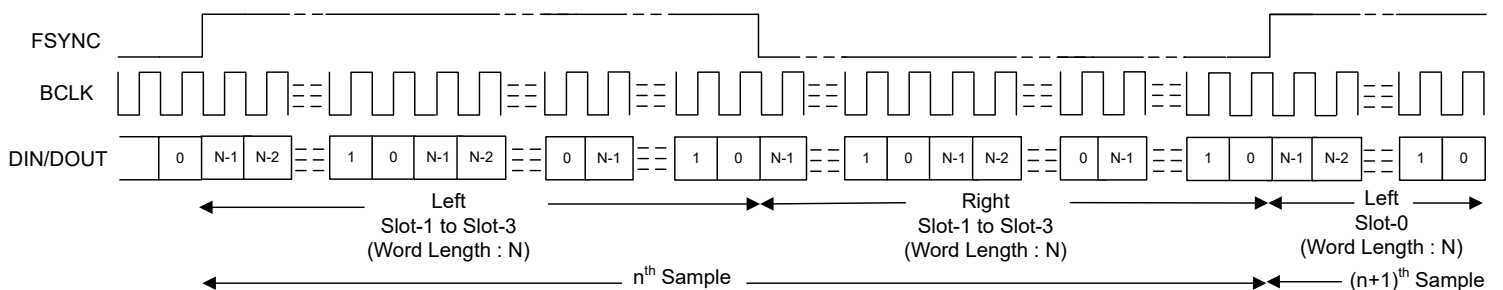 FSYNC
BCLK
DIN/DOUT 0 N-1 N-2 1 0 N-1 N-2 0 N-1 1 0 N-1 1 0 N-1 N-2 0 N-1 1 0 N-1 N-2 1 0
Left
Slot-1 to Slot-3
(Word Length : N)
Right
Slot-1 to Slot-3
(Word Length : N)
Left
Slot-0
(Word Length : N)
nth Sample
(n+1)th Sample